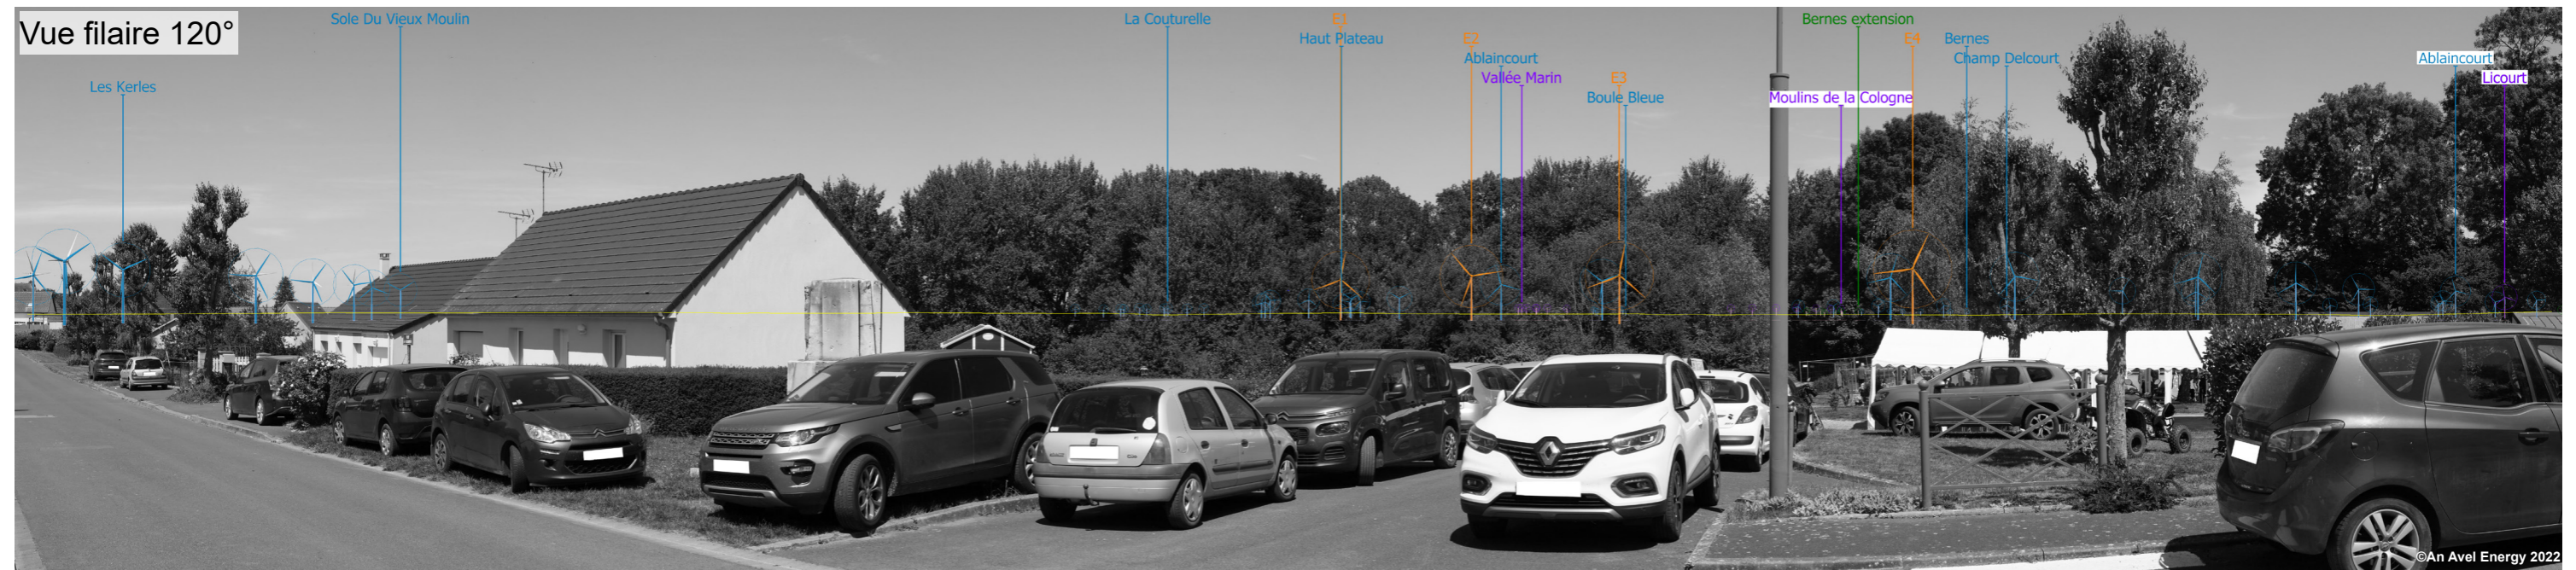 Vue filaire 120°
Sole Du Vieux Moulin
Les Kerles
La Couturelle
E1
Haut Plateau
E2
Ablaincourt
Vallée Marin
E3
Boule Bleue
Bernes extension
E4
Bernes
Champ Delcourt
Moulins de la Cologne
Ablaincourt
Licourt
©An Avel Energy 2022